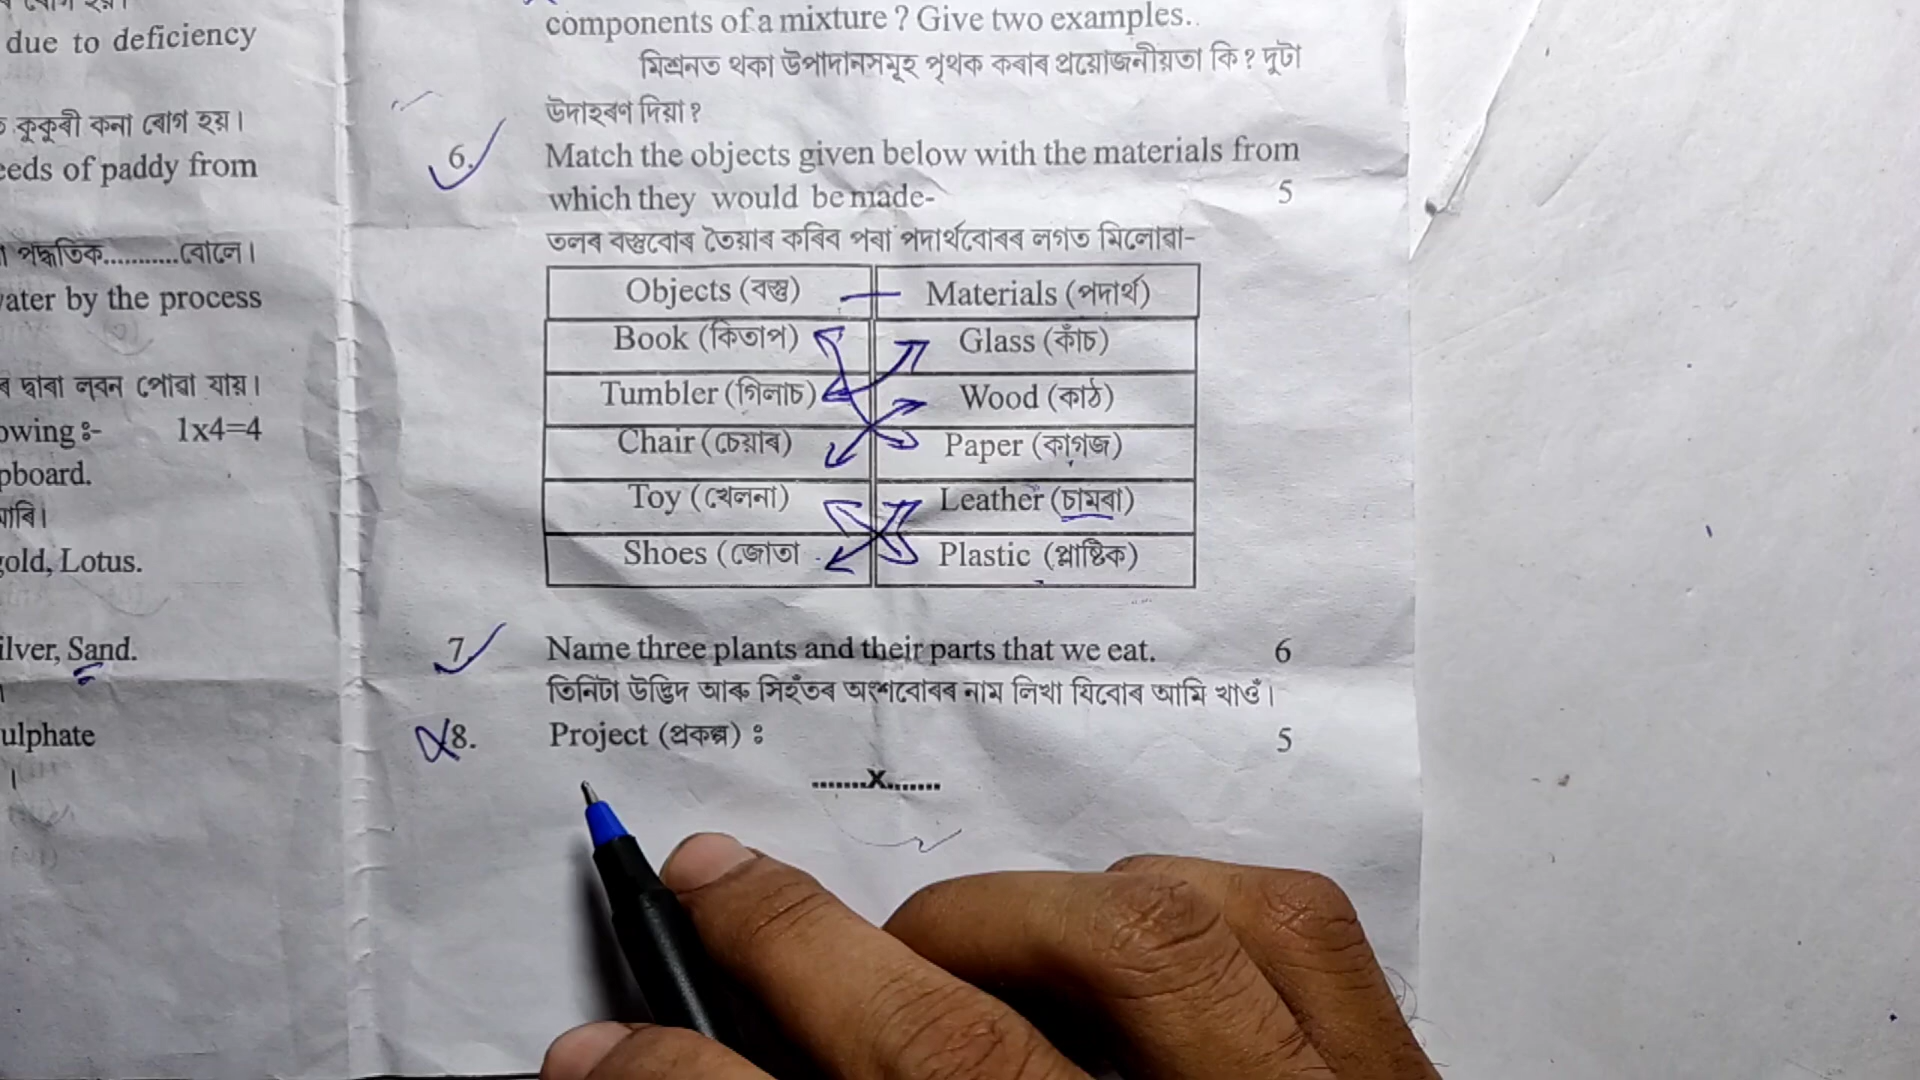 due to deficiency
কুকুৰী কনা ৰোগ হয়।
eeds of paddy from
পদ্ধতিক...........বোলে।
ater by the process
ৰ দ্বাৰা লবন পোৱা যায়।
owing ঃ- 1x4=4
pboard.
gold, Lotus.
ilver, Sand.
ulphate
components of a mixture ? Give two examples.
মিশ্ৰনত থকা উপাদানসমূহ পৃথক কৰাৰ প্ৰয়োজনীয়তা কি ? দুটা
উদাহৰণ দিয়া ?
6. Match the objects given below with the materials from
which they would be made- 5
তলৰ বস্তুবোৰ তৈয়াৰ কৰিব পৰা পদাৰ্থবোৰৰ লগত মিলোৱা-
Objects (বস্তু) Materials (পদাৰ্থ)
Book (কিতাপ) Glass (কাঁচ)
Tumbler (গিলাচ) Wood (কাঠ)
Chair (চেয়াৰ) Paper (কাগজ)
Toy (খেলনা) Leather (চামৰা)
Shoes (জোতা Plastic (প্লাষ্টিক)
7. Name three plants and their parts that we eat. 6
তিনিটা উদ্ভিদ আৰু সিহঁতৰ অংশবোৰৰ নাম লিখা যিবোৰ আমি খাওঁ।
8. Project (প্ৰকল্প) ঃ 5
.......x.......